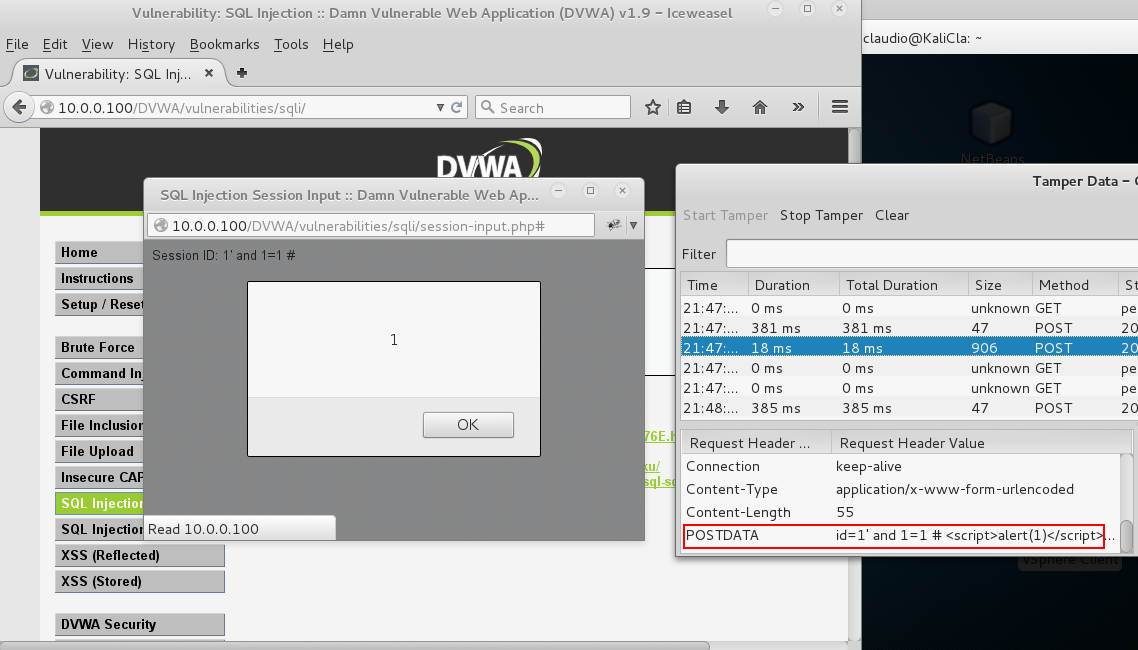 Vulnerability: SQL Injection :: Damn Vulnerable Web Application (DVWA) v1.9 – Iceweasel
File Edit View History Bookmarks Tools Help
claudio@KaliCla: ~
Vulnerability: SQL Inj...
10.0.0.100/DVWA/vulnerabilities/sqli/
Search
NetBeans
DVWA
SQL Injection Session Input :: Damn Vulnerable Web Ap...
10.0.0.100/DVWA/vulnerabilities/sqli/session-input.php#
Session ID: 1' and 1=1 #
1
OK
Read 10.0.0.100
Home
Instructions
Setup / Reset
Brute Force
Command Inj
CSRF
File Inclusion
File Upload
Insecure CAP
SQL Injection
SQL Injection
XSS (Reflected)
XSS (Stored)
DVWA Security
76E.h
ku/
sql-sq
Tamper Data – 
Start Tamper Stop Tamper Clear
Filter
Time Duration Total Duration Size Method St
21:47:... 0 ms 0 ms unknown GET pe
21:47:... 381 ms 381 ms 47 POST 20
21:47:... 18 ms 18 ms 906 POST 20
21:47:... 0 ms 0 ms unknown GET pe
21:47:... 0 ms 0 ms unknown GET pe
21:48:... 385 ms 385 ms 47 POST 20
Request Header ... Request Header Value
Connection keep-alive
Content-Type application/x-www-form-urlencoded
Content-Length 55
POSTDATA id=1' and 1=1 # <script>alert(1)</script>...
vSphere Client